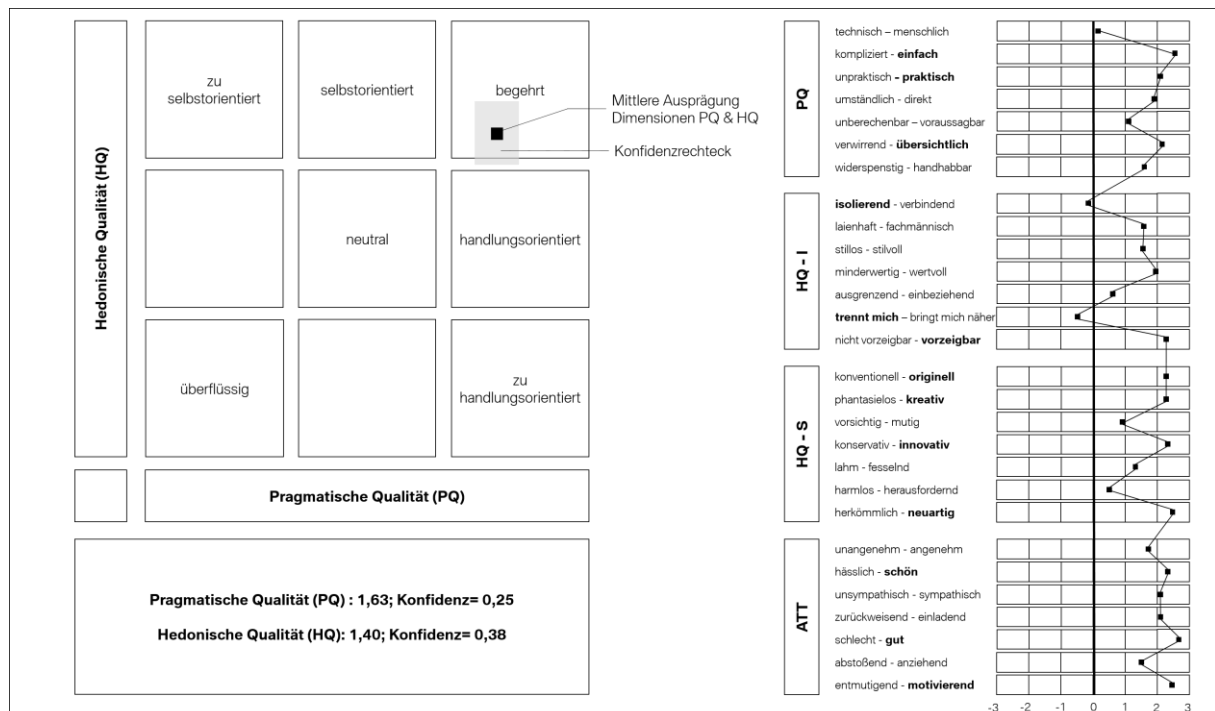 Hedonische Qualität (HQ)
zu
selbstorientiert
selbstorientiert
begehrt
Mittlere Ausprägung
Dimensionen PQ & HQ
Konfidenzrechteck
neutral
handlungsorientiert
überflüssig
zu
handlungsorientiert
Pragmatische Qualität (PQ)
Pragmatische Qualität (PQ) : 1,63; Konfidenz= 0,25
Hedonische Qualität (HQ): 1,40; Konfidenz= 0,38
PQ
technisch – menschlich
kompliziert - einfach
unpraktisch - praktisch
umständlich - direkt
unberechenbar – voraussagbar
verwirrend - übersichtlich
widerspenstig - handhabbar
HQ - I
isolierend - verbindend
laienhaft - fachmännisch
stillos - stilvoll
minderwertig - wertvoll
ausgrenzend - einbeziehend
trennt mich – bringt mich näher
nicht vorzeigbar - vorzeigbar
HQ - S
konventionell - originell
phantasielos - kreativ
vorsichtig - mutig
konservativ - innovativ
lahm - fesselnd
harmlos - herausfordernd
herkömmlich - neuartig
ATT
unangenehm - angenehm
hässlich - schön
unsympathisch - sympathisch
zurückweisend - einladend
schlecht - gut
abstoßend - anziehend
entmutigend - motivierend
-3 -2 -1 0 1 2 3